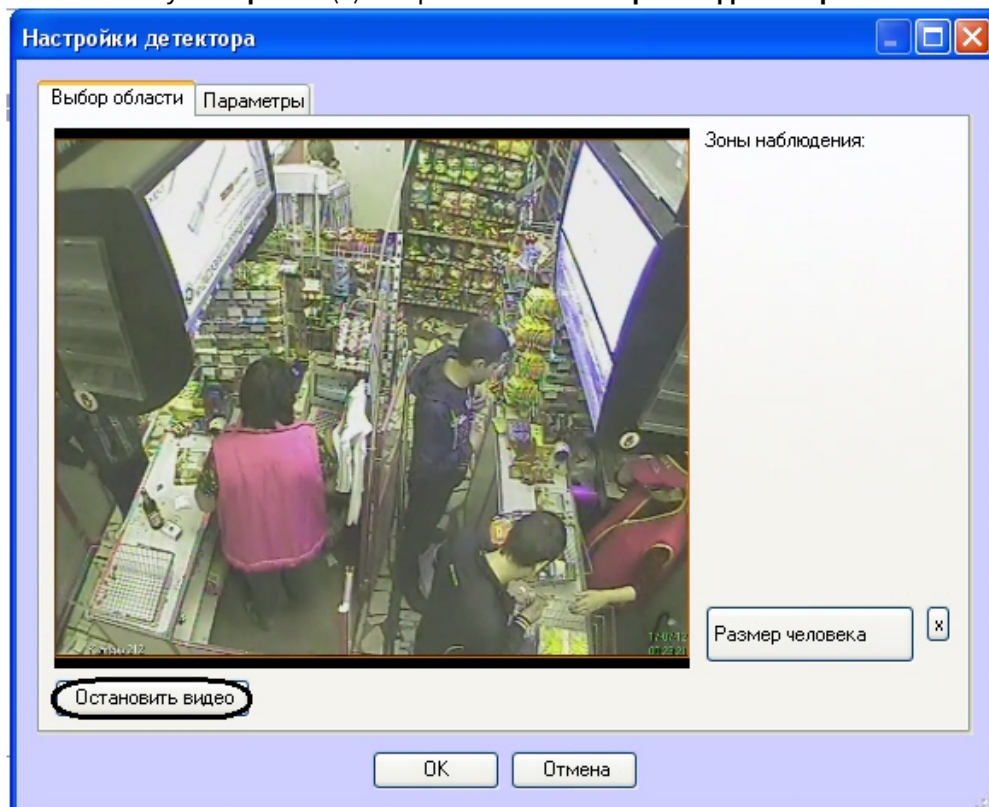 Настройки детектора
Выбор области Параметры
Зоны наблюдения:
Размер человека x
Остановить видео
OK Отмена